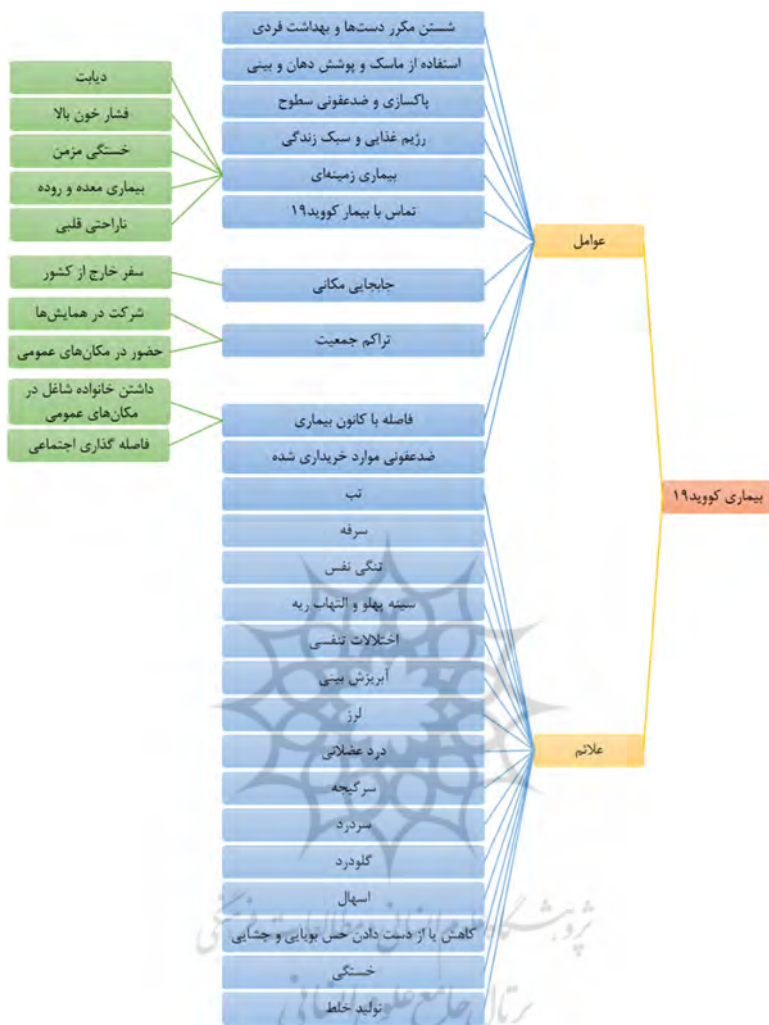 بیماری کووید۱۹
عوامل
شستن مکرر دست‌ها و بهداشت فردی
استفاده از ماسک و پوشش دهان و بینی
پاکسازی و ضدعفونی سطوح
رژیم غذایی و سبک زندگی
بیماری زمینه‌ای
دیابت
فشار خون بالا
خستگی مزمن
بیماری معده و روده
ناراحتی قلبی
تماس با بیمار کووید۱۹
جابجایی مکانی
سفر خارج از کشور
تراکم جمعیت
شرکت در همایش‌ها
حضور در مکان‌های عمومی
فاصله با کانون بیماری
داشتن خانواده شاغل در
مکان‌های عمومی
فاصله گذاری اجتماعی
ضدعفونی موارد خریداری شده
علائم
تب
سرفه
تنگی نفس
سینه پهلو و التهاب ریه
اختلالات تنفسی
آبریزش بینی
لرز
درد عضلانی
سرگیجه
سردرد
گلودرد
اسهال
کاهش یا از دست دادن حس بویایی و چشایی
خستگی
تولید خلط
پژوهشگاه علوم انسانی و مطالعات فرهنگی
پرتال جامع علوم انسانی